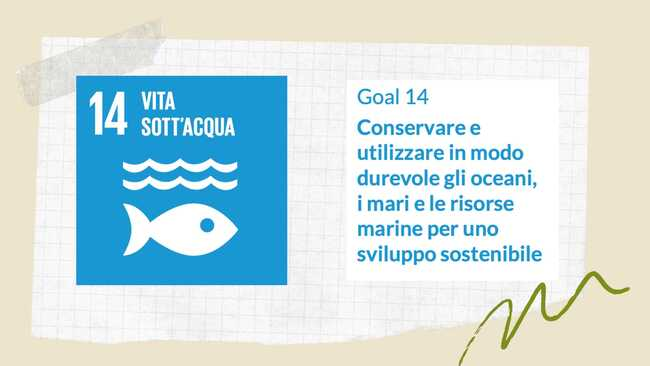 14 VITA
SOTT'ACQUA
Goal 14
Conservare e
utilizzare in modo
durevole gli oceani,
i mari e le risorse
marine per uno
sviluppo sostenibile